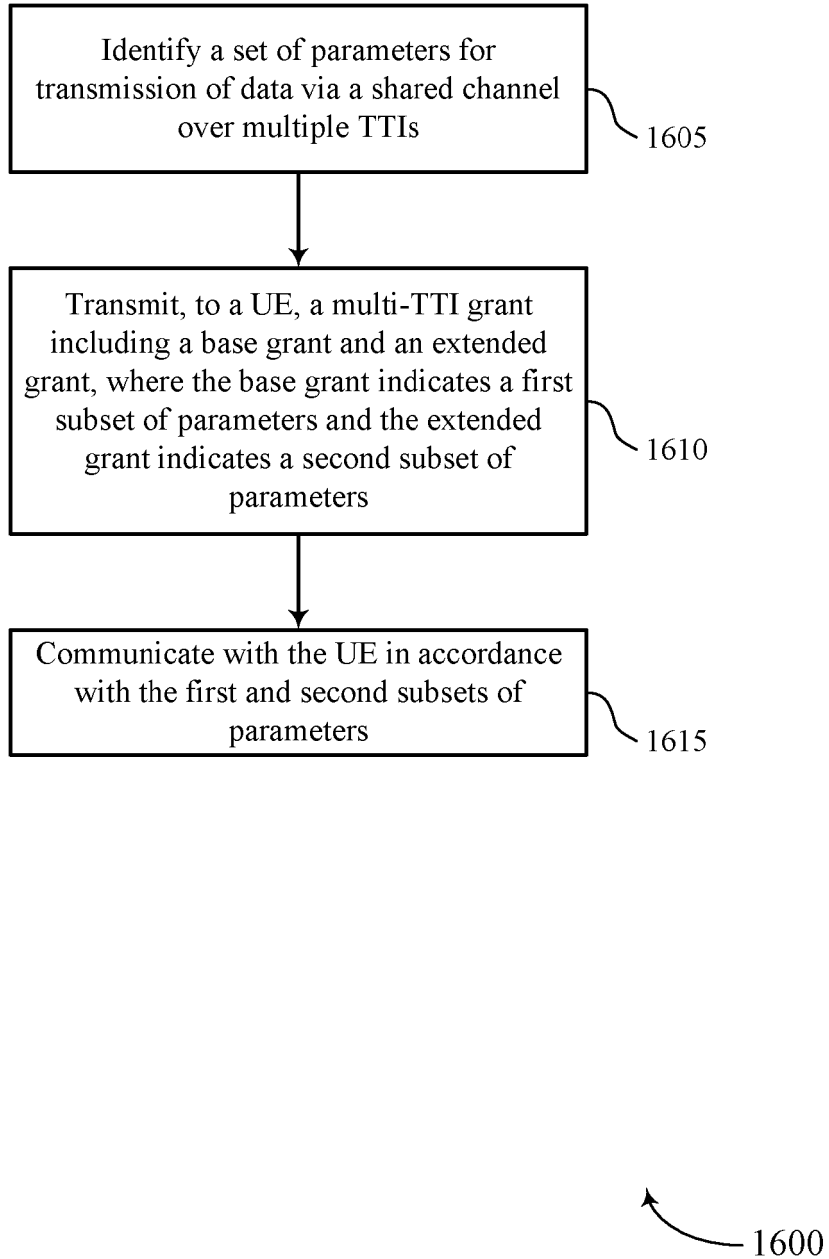 Identify a set of parameters for
transmission of data via a shared channel
over multiple TTIs
1605
Transmit, to a UE, a multi-TTI grant
including a base grant and an extended
grant, where the base grant indicates a first
subset of parameters and the extended
grant indicates a second subset of
parameters
1610
Communicate with the UE in accordance
with the first and second subsets of
parameters
1615
1600